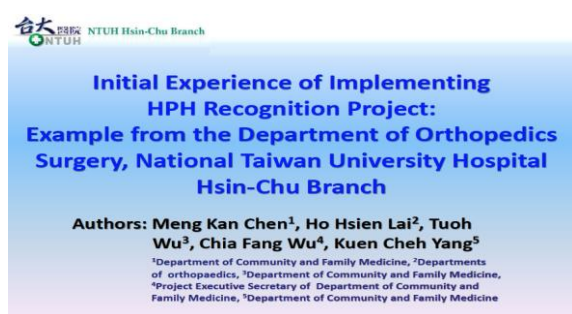 台大醫院 NTUH Hsin-Chu Branch
NTUH
Initial Experience of Implementing
HPH Recognition Project:
Example from the Department of Orthopedics
Surgery, National Taiwan University Hospital
Hsin-Chu Branch
Authors: Meng Kan Chen¹, Ho Hsien Lai², Tuoh
Wu³, Chia Fang Wu⁴, Kuen Cheh Yang⁵
¹Department of Community and Family Medicine, ²Departments
of orthopaedics, ³Department of Community and Family Medicine,
⁴Project Executive Secretary of Department of Community and
Family Medicine, ⁵Department of Community and Family Medicine